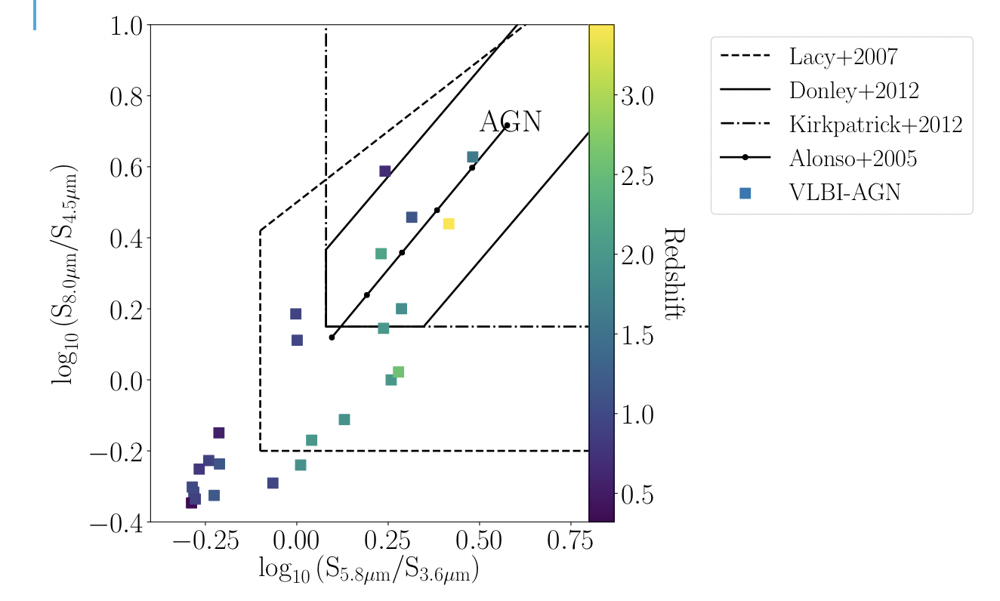 1.0
0.8
0.6
0.4
0.2
0.0
−0.2
−0.4
log₁₀ (S₈.₀μm/S₄.₅μm)
−0.25 0.00 0.25 0.50 0.75
log₁₀ (S₅.₈μm/S₃.₆μm)
AGN
3.0
2.5
2.0
1.5
1.0
0.5
Redshift
Lacy+2007
Donley+2012
Kirkpatrick+2012
Alonso+2005
VLBI-AGN